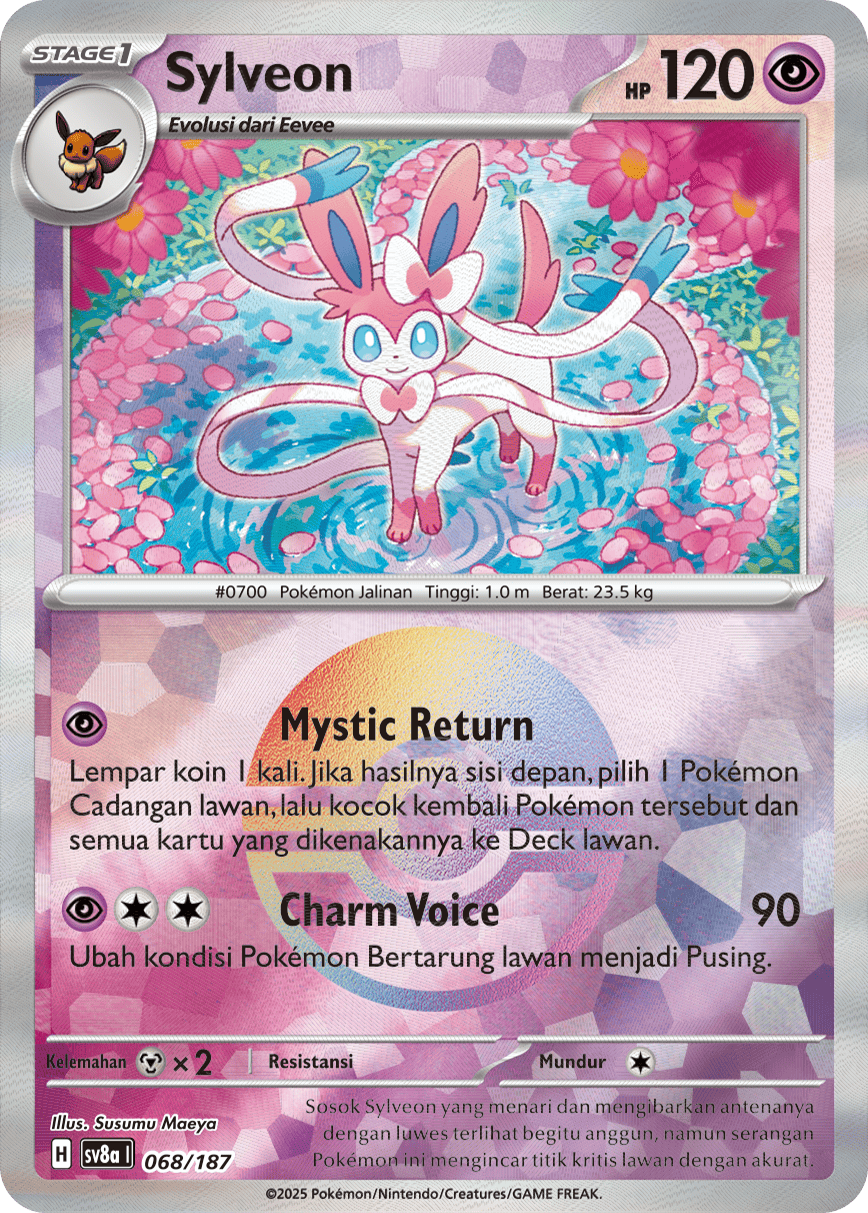 STAGE1
Sylveon
HP 120
Evolusi dari Eevee
#0700 Pokémon Jalinan Tinggi: 1.0 m Berat: 23.5 kg
Mystic Return
Lempar koin 1 kali. Jika hasilnya sisi depan, pilih 1 Pokémon
Cadangan lawan, lalu kocok kembali Pokémon tersebut dan
semua kartu yang dikenakannya ke Deck lawan.
Charm Voice 90
Ubah kondisi Pokémon Bertarung lawan menjadi Pusing.
Kelemahan ×2 Resistansi Mundur
Illus. Susumu Maeya
H sv8a I 068/187
Sosok Sylveon yang menari dan mengibarkan antenanya
dengan luwes terlihat begitu anggun, namun serangan
Pokémon ini mengincar titik kritis lawan dengan akurat.
©2025 Pokémon/Nintendo/Creatures/GAME FREAK.